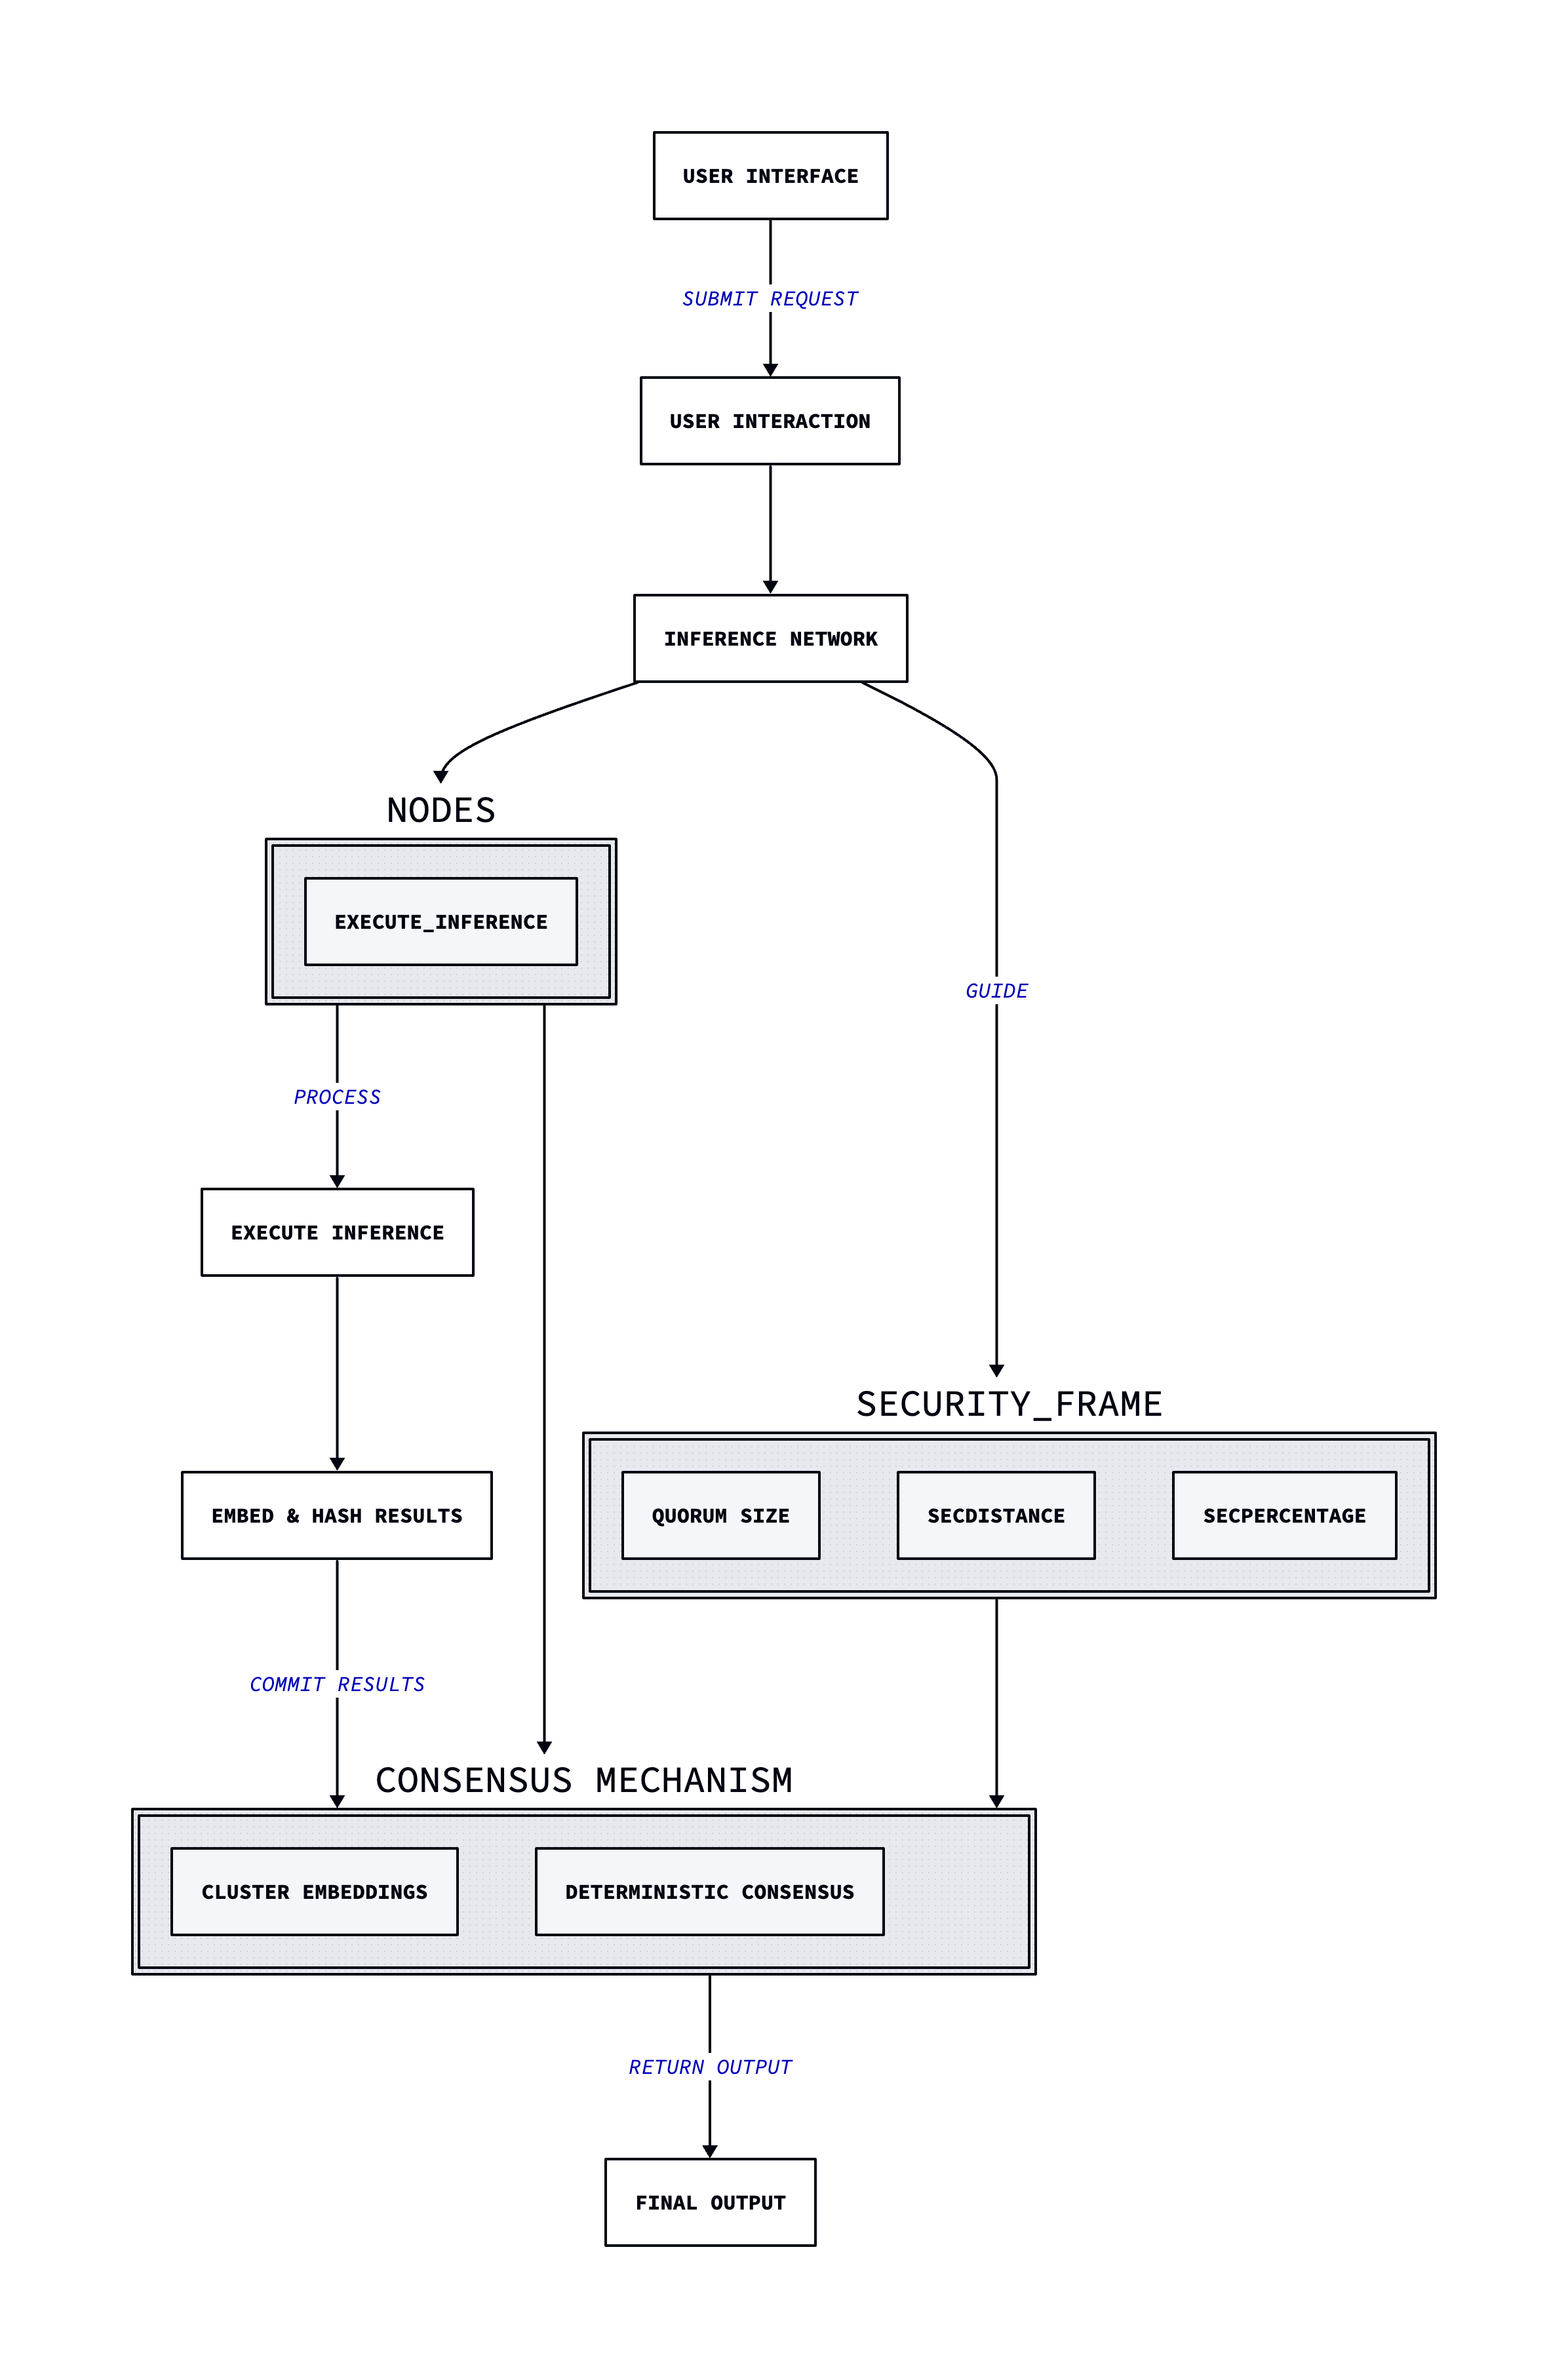 USER INTERFACE
SUBMIT REQUEST
USER INTERACTION
INFERENCE NETWORK
NODES
EXECUTE_INFERENCE
GUIDE
PROCESS
EXECUTE INFERENCE
SECURITY_FRAME
EMBED & HASH RESULTS
QUORUM SIZE
SECDISTANCE
SECPERCENTAGE
COMMIT RESULTS
CONSENSUS MECHANISM
CLUSTER EMBEDDINGS
DETERMINISTIC CONSENSUS
RETURN OUTPUT
FINAL OUTPUT